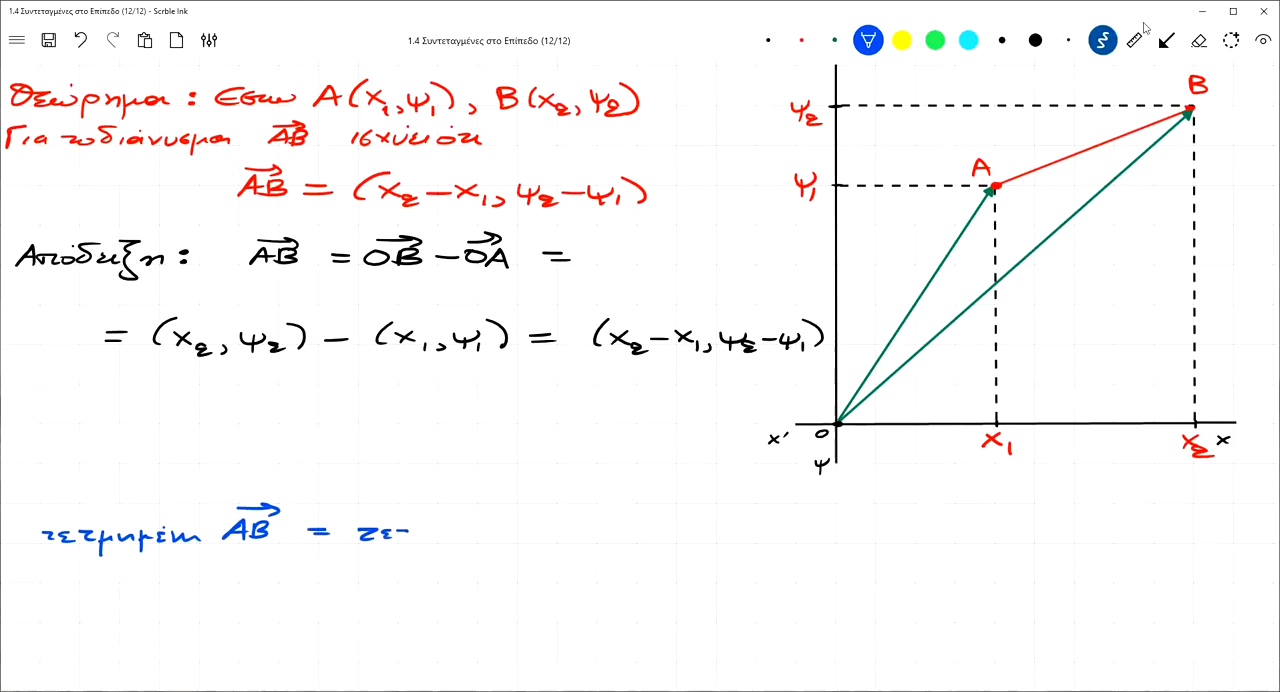 1.4 Συντεταγμένες στο Επίπεδο (12/12) - Scrble Ink
1.4 Συντεταγμένες στο Επίπεδο (12/12)
Θεώρημα : Εστω A(x₁,ψ₁), B(x₂,ψ₂)
Για το διάνυσμα AB ισχύει ότι
AB = (x₂-x₁, ψ₂-ψ₁)
Απόδειξη : AB = OB - OA =
= (x₂,ψ₂) - (x₁,ψ₁) = (x₂-x₁,ψ₂-ψ₁)
τετμημένη AB = τε
B
ψ₂
A
ψ₁
x' O x₁ x₂ x
ψ